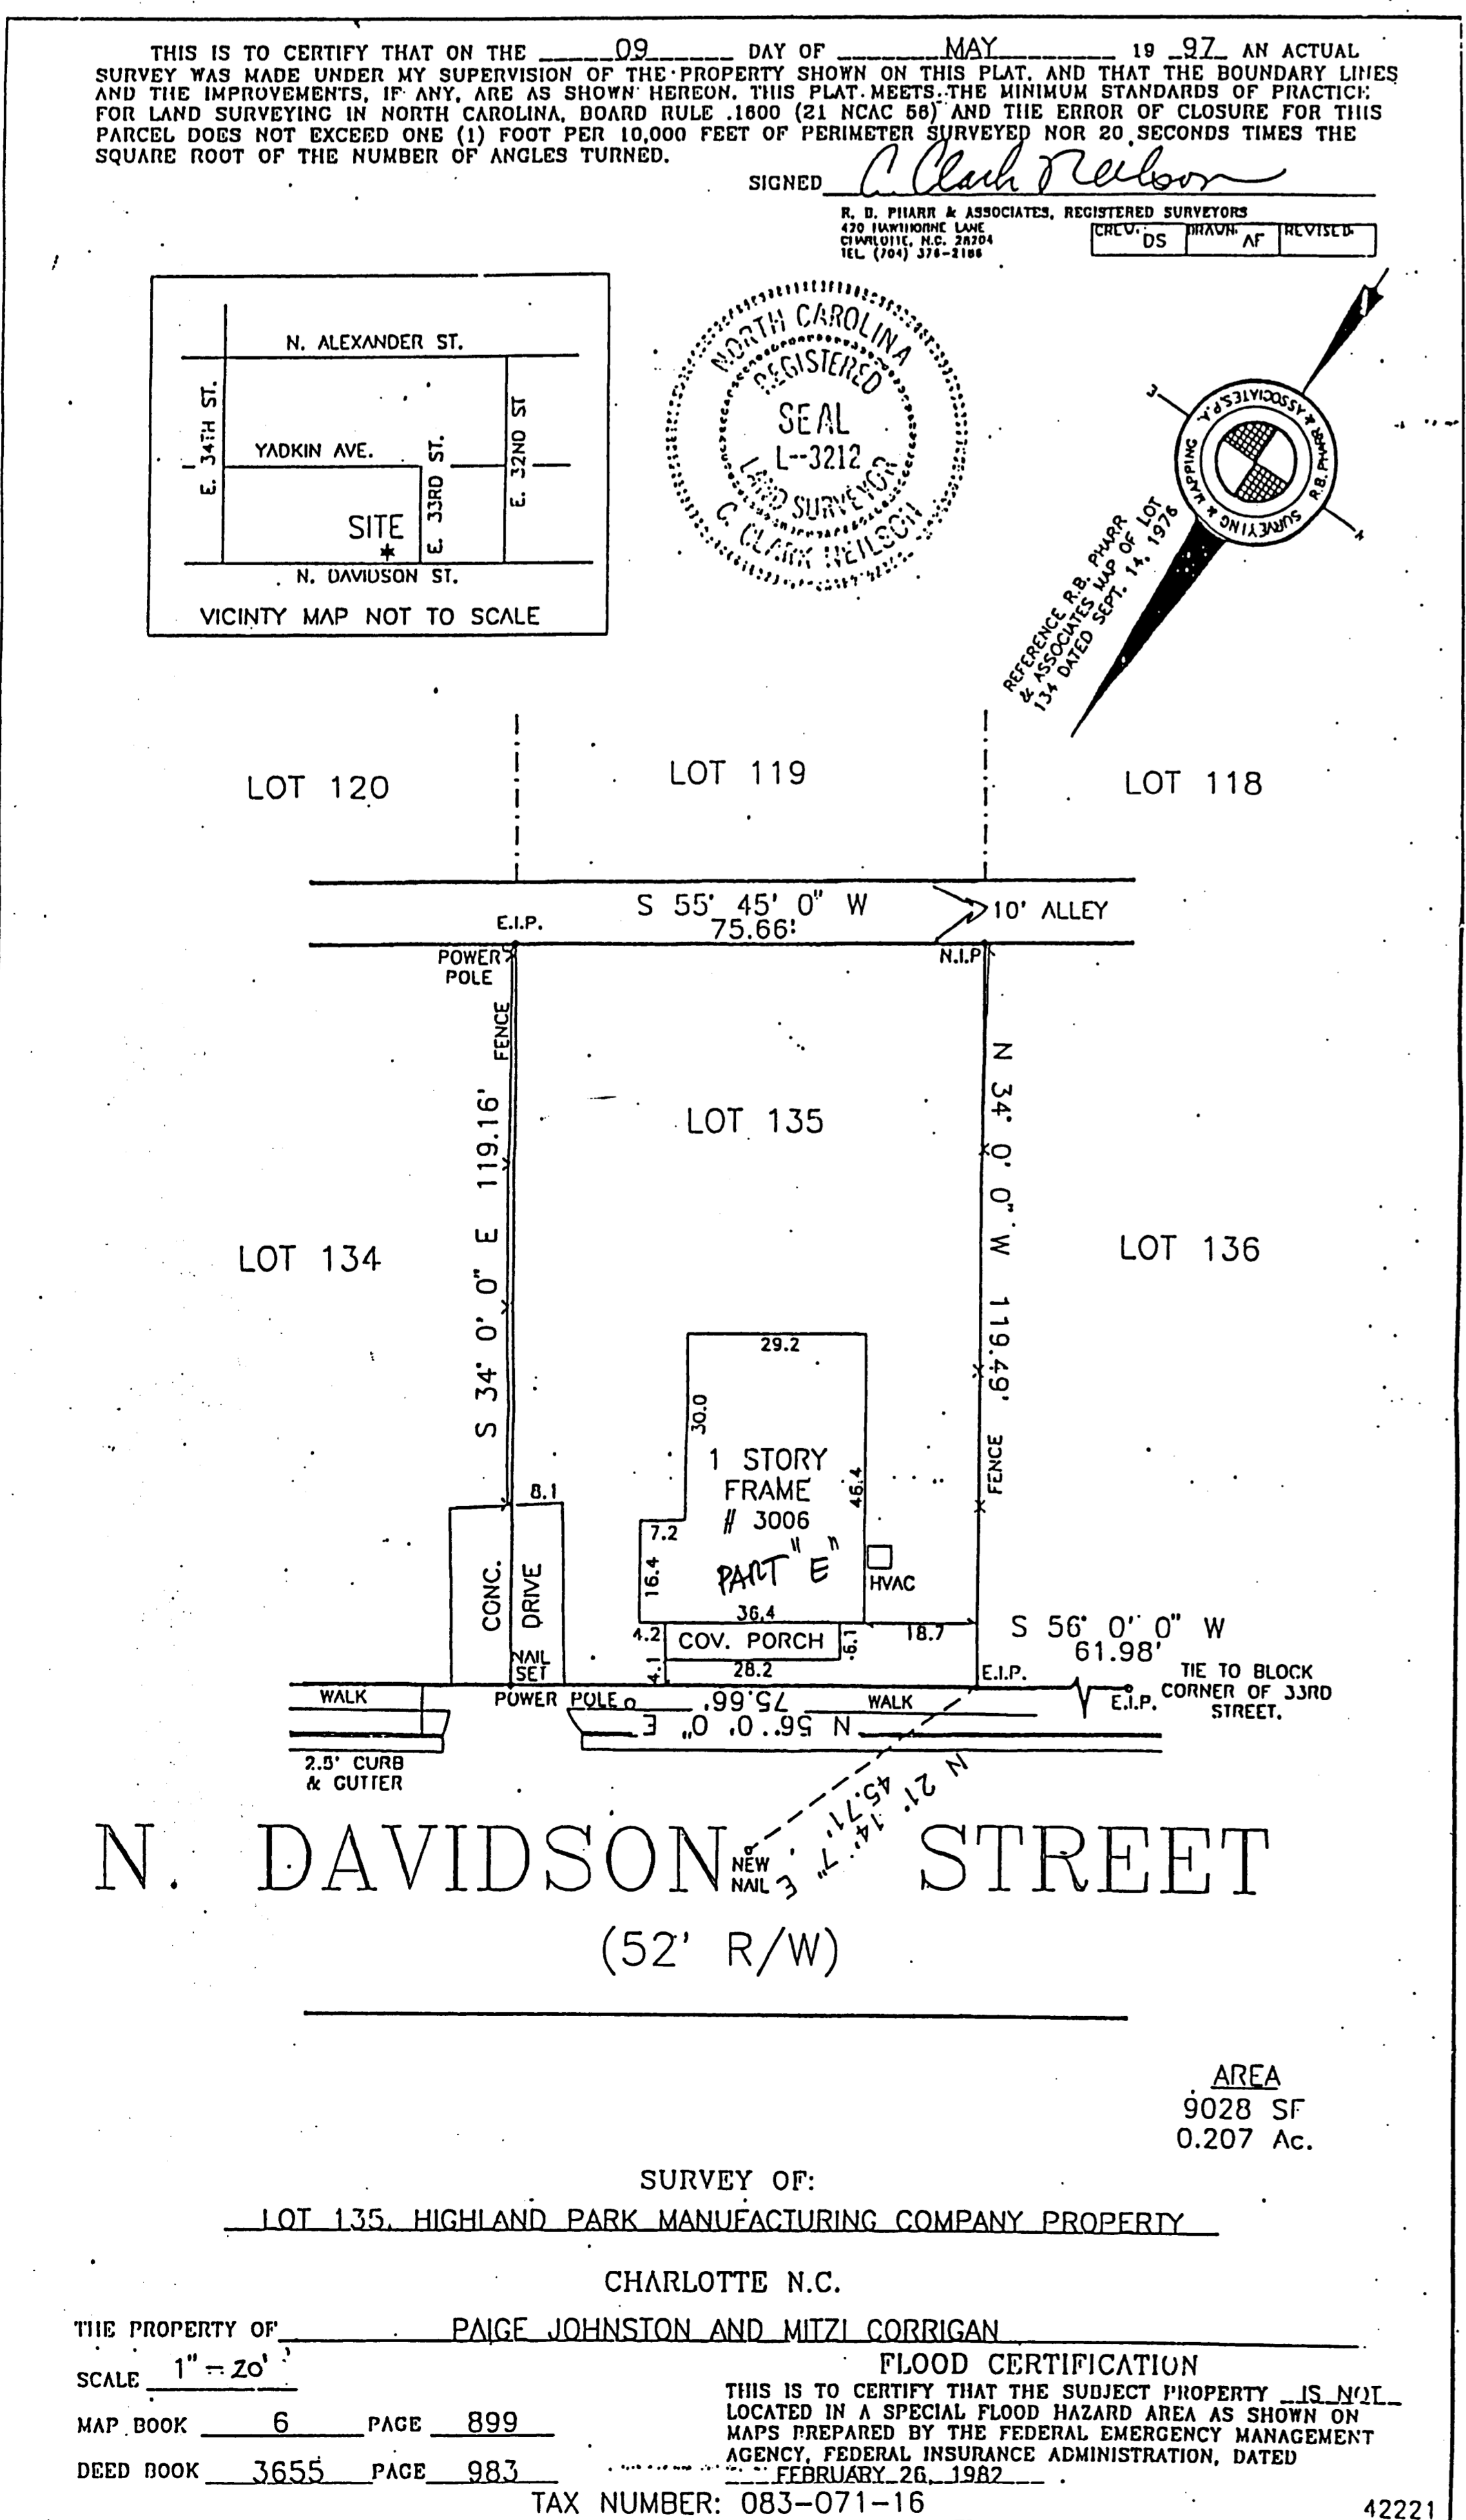 THIS IS TO CERTIFY THAT ON THE 09 DAY OF MAY 19 97 AN ACTUAL
SURVEY WAS MADE UNDER MY SUPERVISION OF THE PROPERTY SHOWN ON THIS PLAT, AND THAT THE BOUNDARY LINES
AND THE IMPROVEMENTS, IF ANY, ARE AS SHOWN HEREON. THIS PLAT MEETS THE MINIMUM STANDARDS OF PRACTICE
FOR LAND SURVEYING IN NORTH CAROLINA, BOARD RULE .1600 (21 NCAC 56) AND THE ERROR OF CLOSURE FOR THIS
PARCEL DOES NOT EXCEED ONE (1) FOOT PER 10,000 FEET OF PERIMETER SURVEYED NOR 20 SECONDS TIMES THE
SQUARE ROOT OF THE NUMBER OF ANGLES TURNED.
SIGNED C. Clark Neilson
R. B. PHARR & ASSOCIATES, REGISTERED SURVEYORS
420 HAWTHORNE LANE
CHARLOTTE, N.C. 28204
TEL. (704) 376-2186
CREW: DS
DRAWN: AF
REVISED:
N. ALEXANDER ST.
E. 34TH ST.
YADKIN AVE.
E. 33RD ST.
E. 32ND ST
SITE
N. DAVIDSON ST.
VICINTY MAP NOT TO SCALE
NORTH CAROLINA
REGISTERED
SEAL
L--3212
LAND SURVEYOR
C. CLARK NEILSON
R.B. PHARR & ASSOCIATES,P.A.
SURVEYING & MAPPING
REFERENCE R.B. PHARR
& ASSOCIATES MAP OF LOT
134 DATED SEPT. 14, 1976
LOT 120
LOT 119
LOT 118
S 55° 45' 0" W
75.66'
10' ALLEY
E.I.P.
POWER
POLE
N.I.P
FENCE
S 34° 0' 0" E 119.16'
LOT 135
N 34° 0' 0" W 119.49'
FENCE
LOT 134
LOT 136
29.2
30.0
1 STORY
FRAME
# 3006
PART "E"
46.4
7.2
16.4
HVAC
36.4
8.1
CONC.
DRIVE
4.2
COV. PORCH
6.1
18.7
4.1
28.2
S 56° 0' 0" W
61.98'
NAIL
SET
E.I.P.
E.I.P.
TIE TO BLOCK
CORNER OF 33RD
STREET.
WALK
POWER POLE
75.66'
WALK
N 56° 0' 0" E
2.5' CURB
& GUTTER
N 21° 14' 7" E
45.71'
NEW
NAIL
N. DAVIDSON STREET
(52' R/W)
AREA
9028 SF
0.207 Ac.
SURVEY OF:
LOT 135, HIGHLAND PARK MANUFACTURING COMPANY PROPERTY
CHARLOTTE N.C.
THE PROPERTY OF PAIGE JOHNSTON AND MITZI CORRIGAN
SCALE 1" = 20'
MAP BOOK 6 PAGE 899
DEED BOOK 3655 PAGE 983
FLOOD CERTIFICATION
THIS IS TO CERTIFY THAT THE SUBJECT PROPERTY IS NOT
LOCATED IN A SPECIAL FLOOD HAZARD AREA AS SHOWN ON
MAPS PREPARED BY THE FEDERAL EMERGENCY MANAGEMENT
AGENCY, FEDERAL INSURANCE ADMINISTRATION, DATED
FEBRUARY 26, 1982
TAX NUMBER: 083-071-16
42221